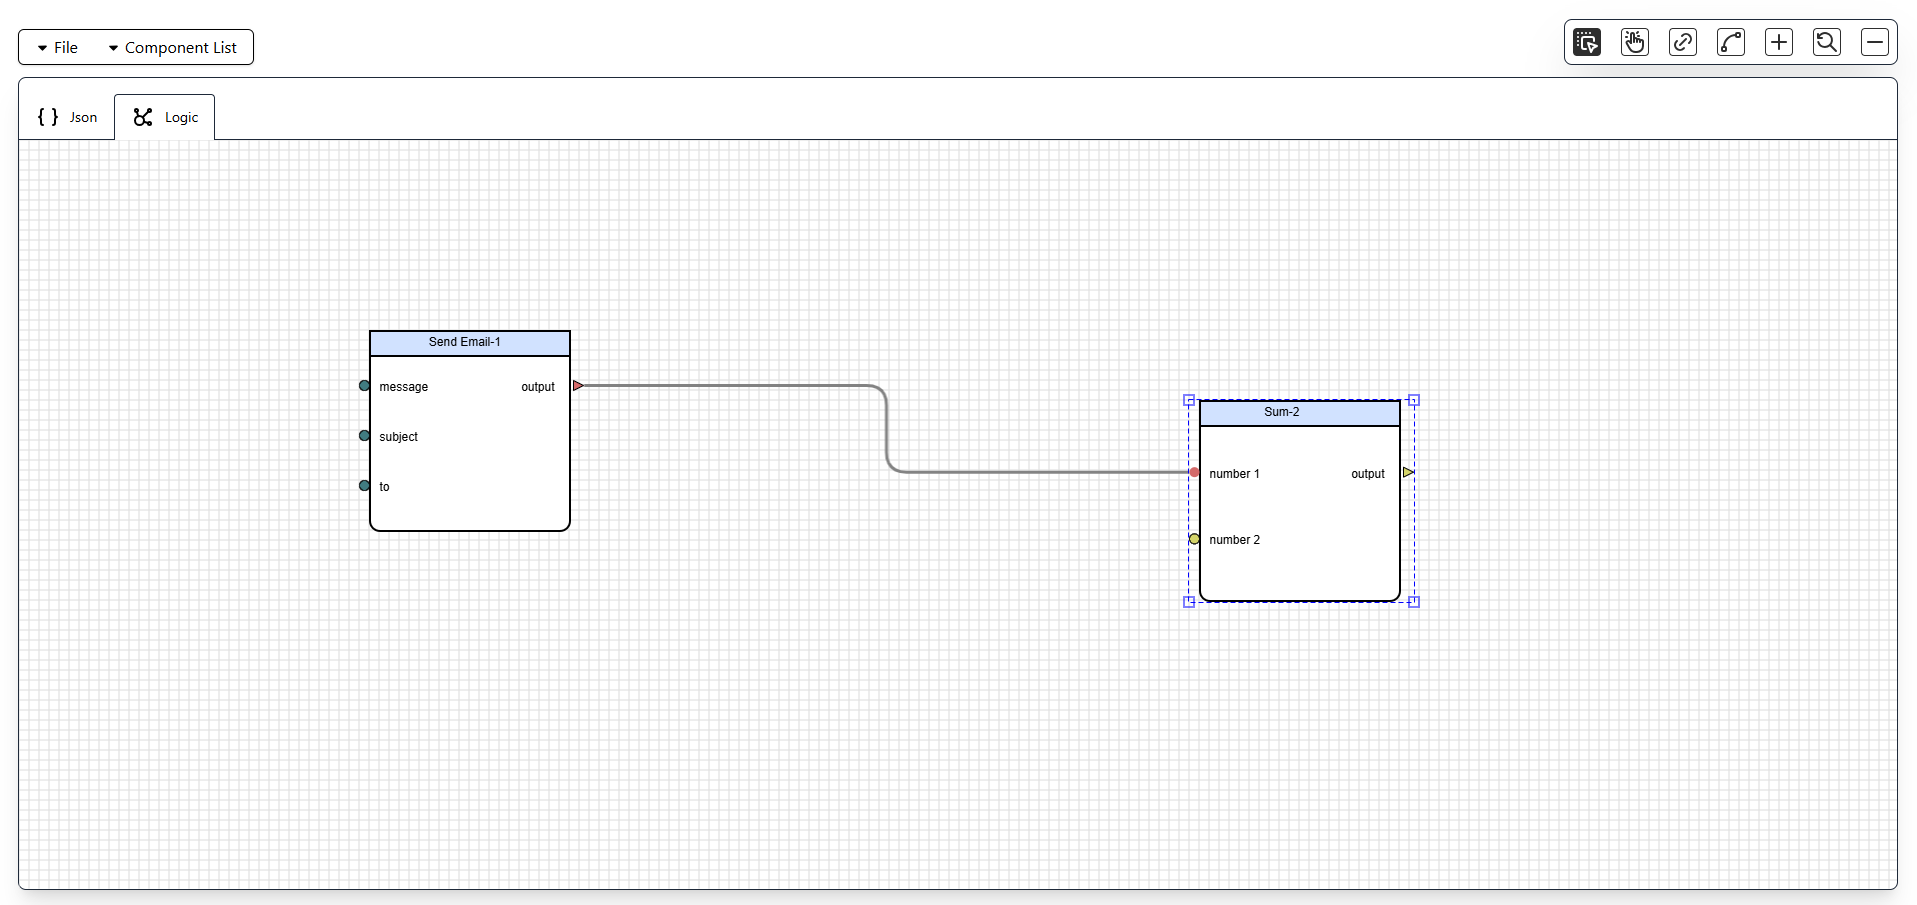 File
Component List
Json
Logic
Send Email-1
message
output
subject
to
Sum-2
number 1
output
number 2